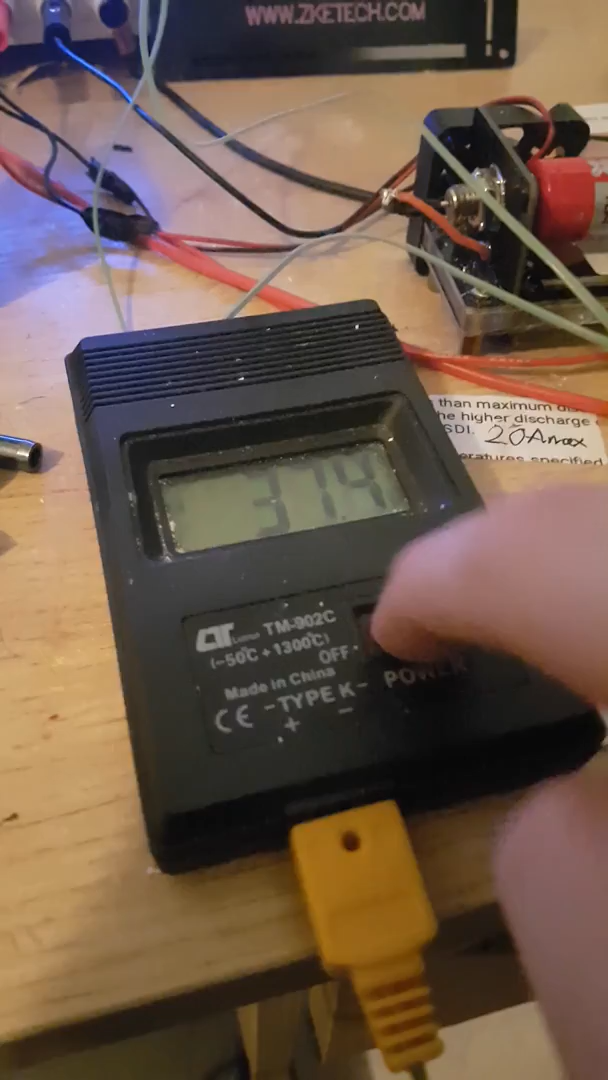 WWW.ZKETECH.COM
than maximum
he higher discharge
SDI. 20Amax
eratures specified
37.4
TM-902C
(-50°C+1300°C)
OFF
Made in China
POWER
CE -TYPE K-
+ -